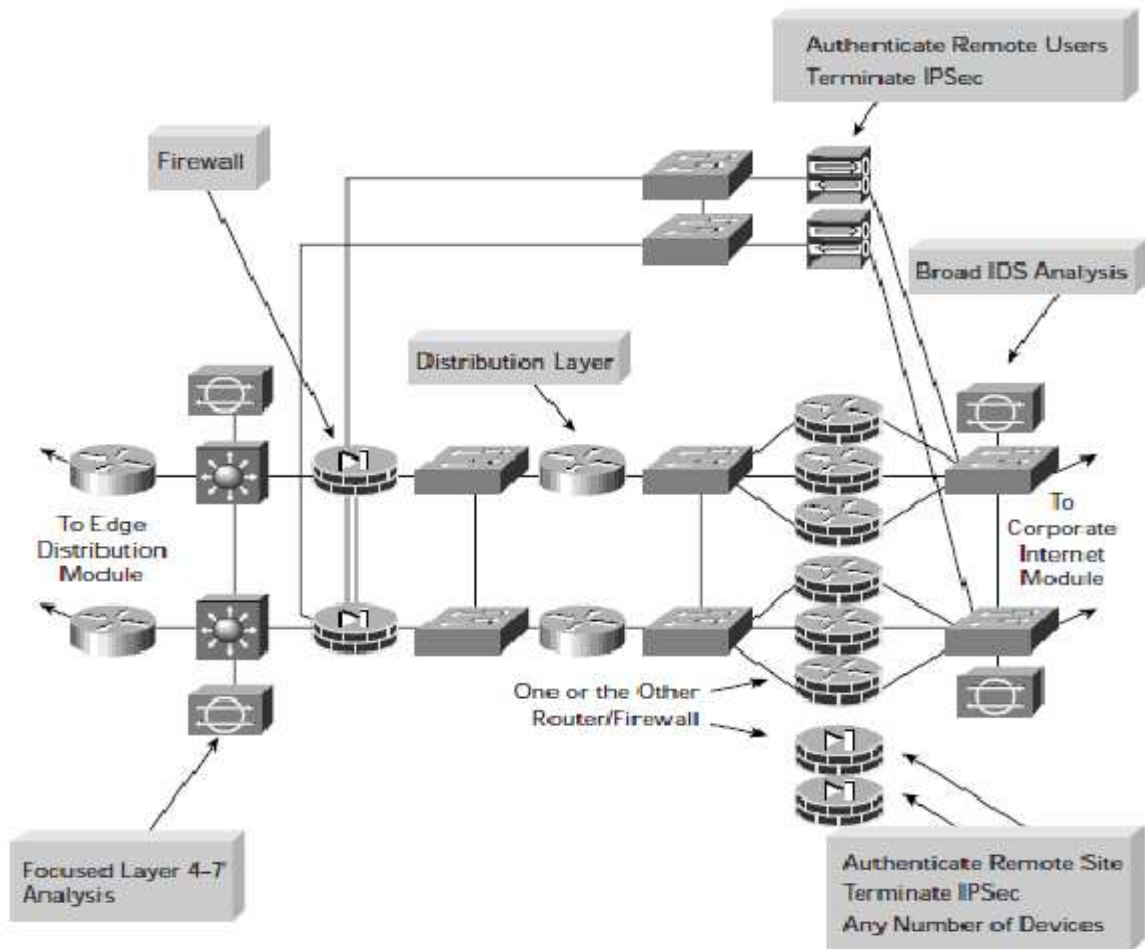 Authenticate Remote Users
Terminate IPSec
Firewall
Broad IDS Analysis
Distribution Layer
To Edge
Distribution
Module
To
Corporate
Internet
Module
One or the Other
Router/Firewall
Focused Layer 4-7
Analysis
Authenticate Remote Site
Terminate IPSec
Any Number of Devices